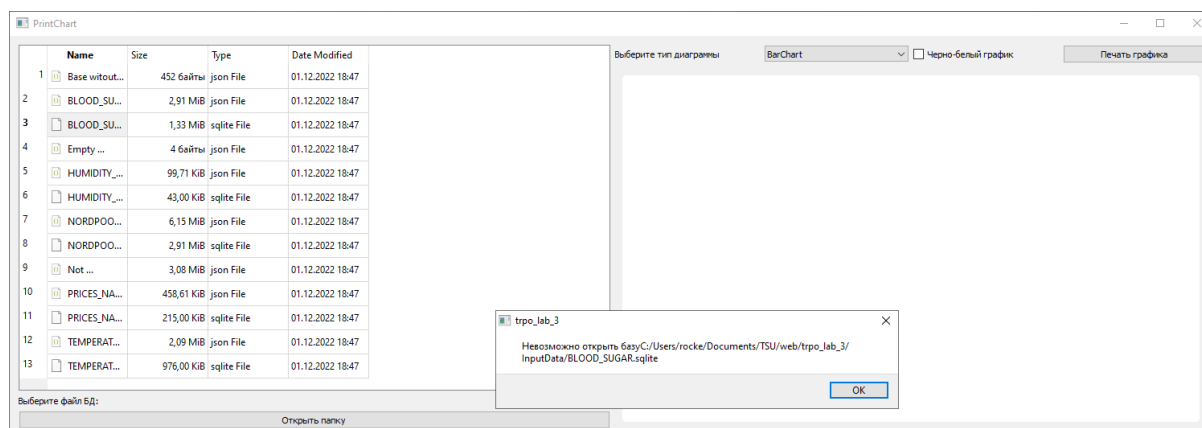 PrintChart
Name Size Type Date Modified
1 Base witout... 452 байты json File 01.12.2022 18:47
2 BLOOD_SU... 2,91 MiB json File 01.12.2022 18:47
3 BLOOD_SU... 1,33 MiB sqlite File 01.12.2022 18:47
4 Empty ... 4 байты json File 01.12.2022 18:47
5 HUMIDITY_... 99,71 KiB json File 01.12.2022 18:47
6 HUMIDITY_... 43,00 KiB sqlite File 01.12.2022 18:47
7 NORDPOO... 6,15 MiB json File 01.12.2022 18:47
8 NORDPOO... 2,91 MiB sqlite File 01.12.2022 18:47
9 Not ... 3,08 MiB json File 01.12.2022 18:47
10 PRICES_NA... 458,61 KiB json File 01.12.2022 18:47
11 PRICES_NA... 215,00 KiB sqlite File 01.12.2022 18:47
12 TEMPERAT... 2,09 MiB json File 01.12.2022 18:47
13 TEMPERAT... 976,00 KiB sqlite File 01.12.2022 18:47
Выберите файл БД:
Открыть папку
Выберите тип диаграммы BarChart Черно-белый график Печать графика
trpo_lab_3
Невозможно открыть базуC:/Users/rocke/Documents/TSU/web/trpo_lab_3/
InputData/BLOOD_SUGAR.sqlite
OK